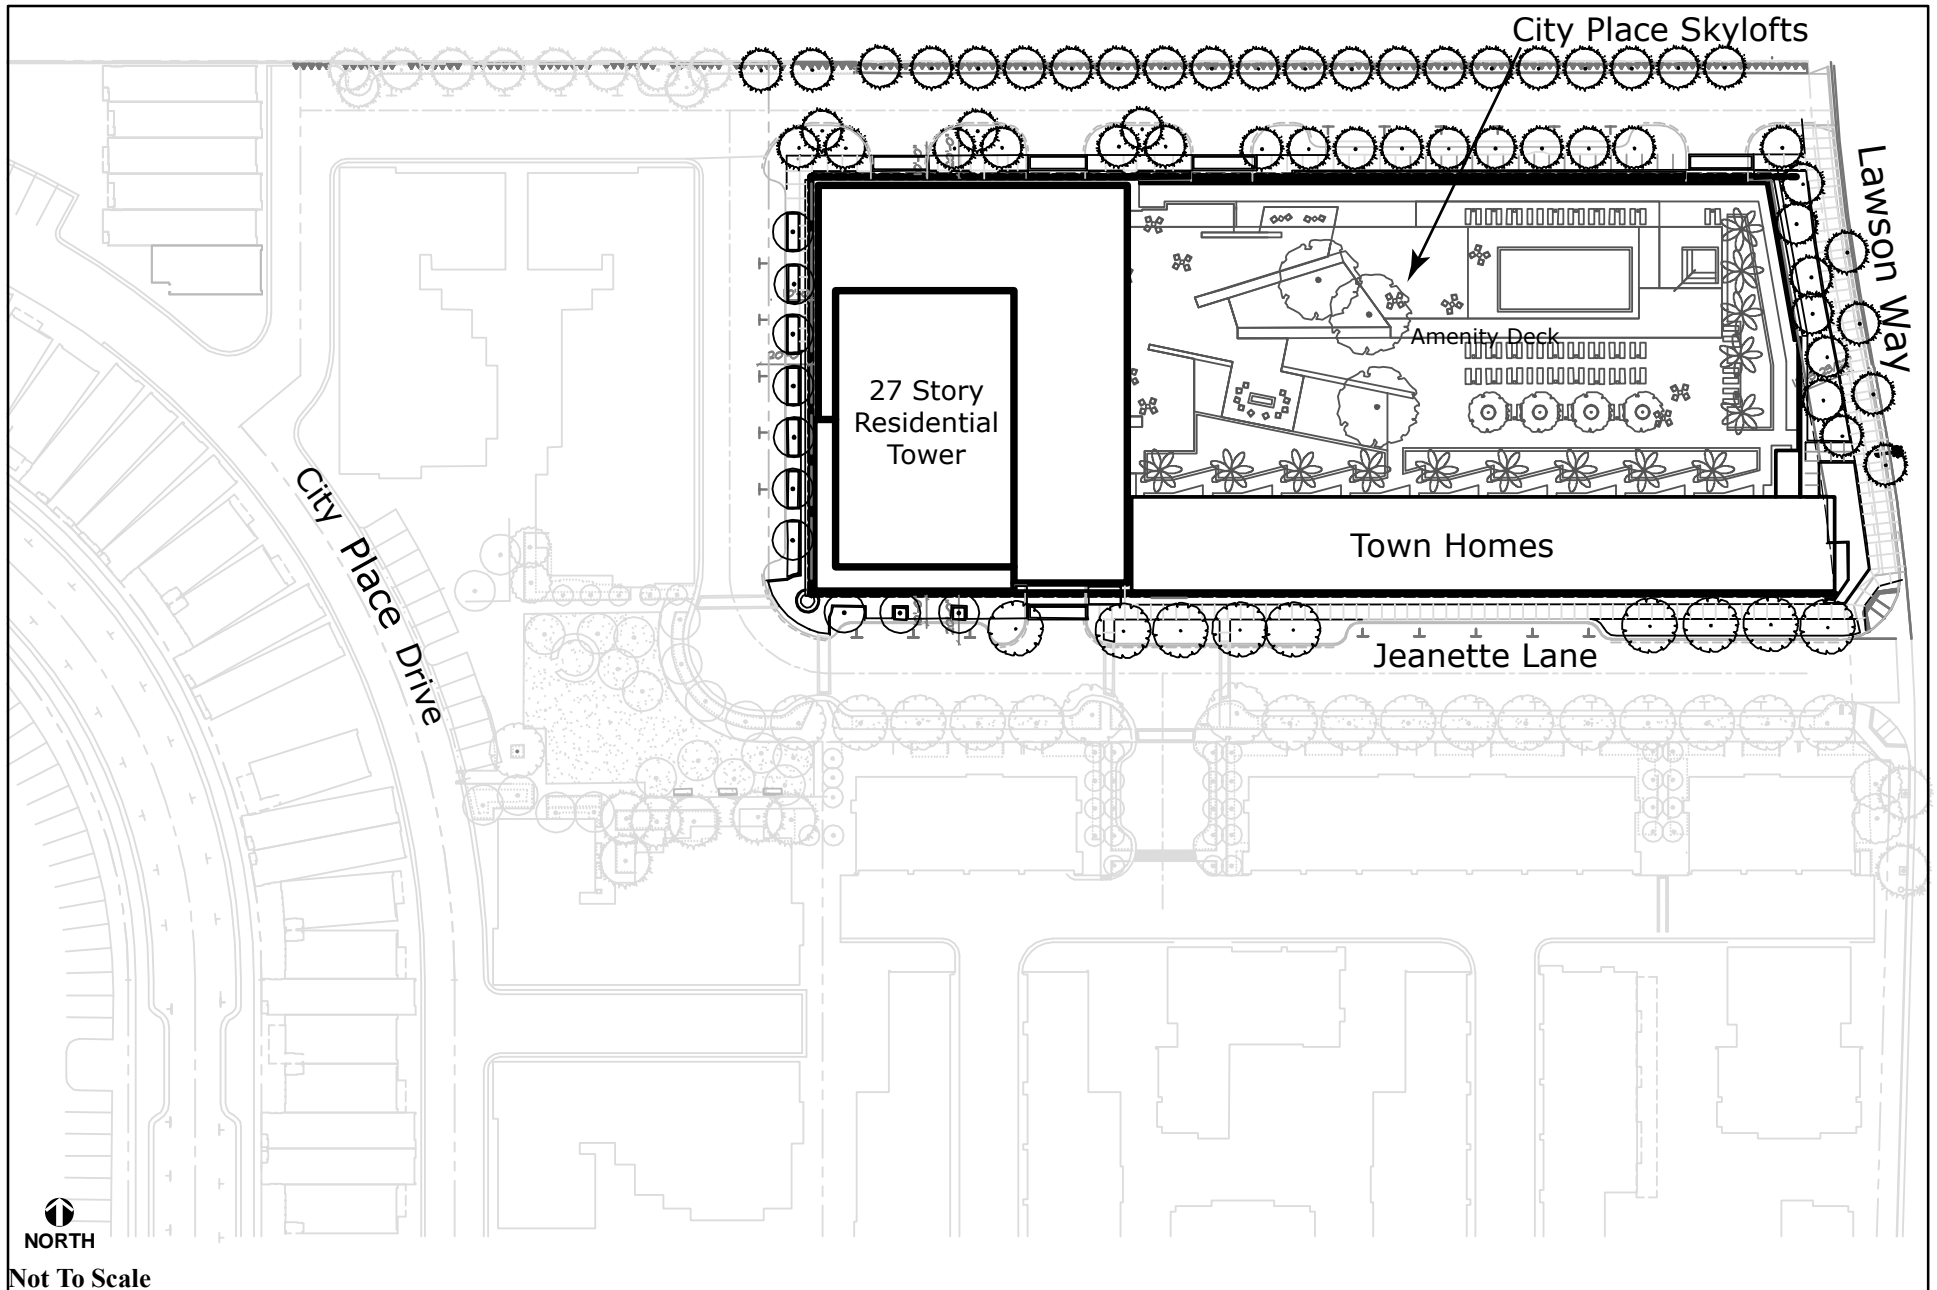 City Place Skylofts
Lawson Way
Amenity Deck
27 Story
Residential
Tower
City Place Drive
Town Homes
Jeanette Lane
NORTH
Not To Scale